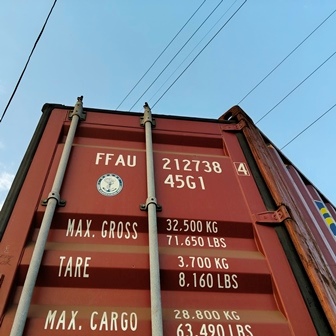 FFAU 212738 4
45G1
MAX. GROSS 32.500 KG
71.650 LBS
TARE 3.700 KG
8.160 LBS
MAX. CARGO 28.800 KG
63.490 LBS